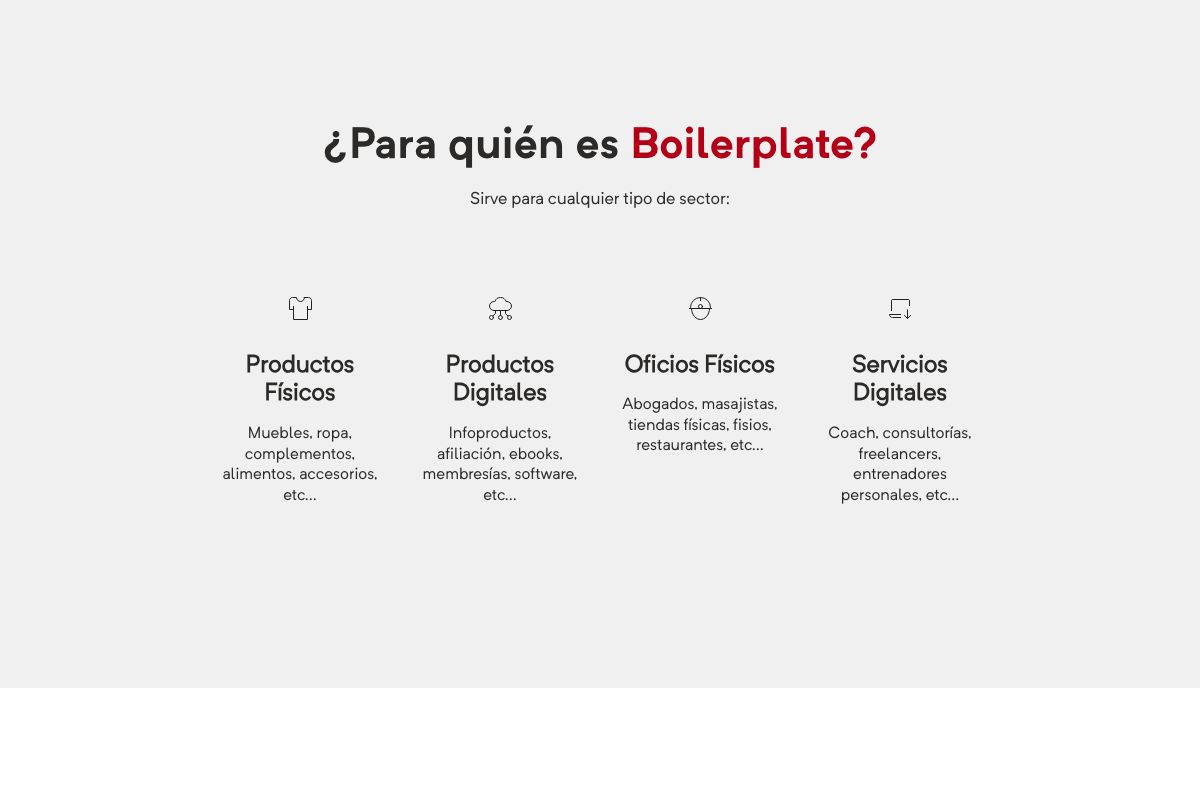 ¿Para quién es Boilerplate?
Sirve para cualquier tipo de sector:
Productos
Físicos
Muebles, ropa,
complementos,
alimentos, accesorios,
etc...
Productos
Digitales
Infoproductos,
afiliación, ebooks,
membresías, software,
etc...
Oficios Físicos
Abogados, masajistas,
tiendas físicas, fisios,
restaurantes, etc...
Servicios
Digitales
Coach, consultorías,
freelancers,
entrenadores
personales, etc...